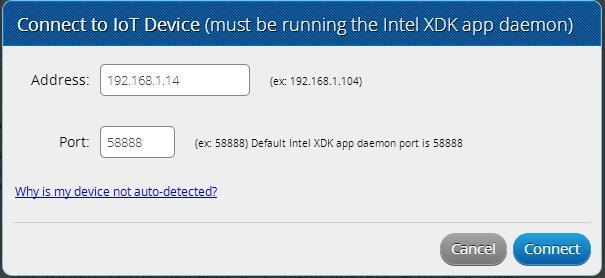 Connect to IoT Device (must be running the Intel XDK app daemon)
Address: 192.168.1.14 (ex: 192.168.1.104)
Port: 58888 (ex: 58888) Default Intel XDK app daemon port is 58888
Why is my device not auto-detected?
Cancel Connect